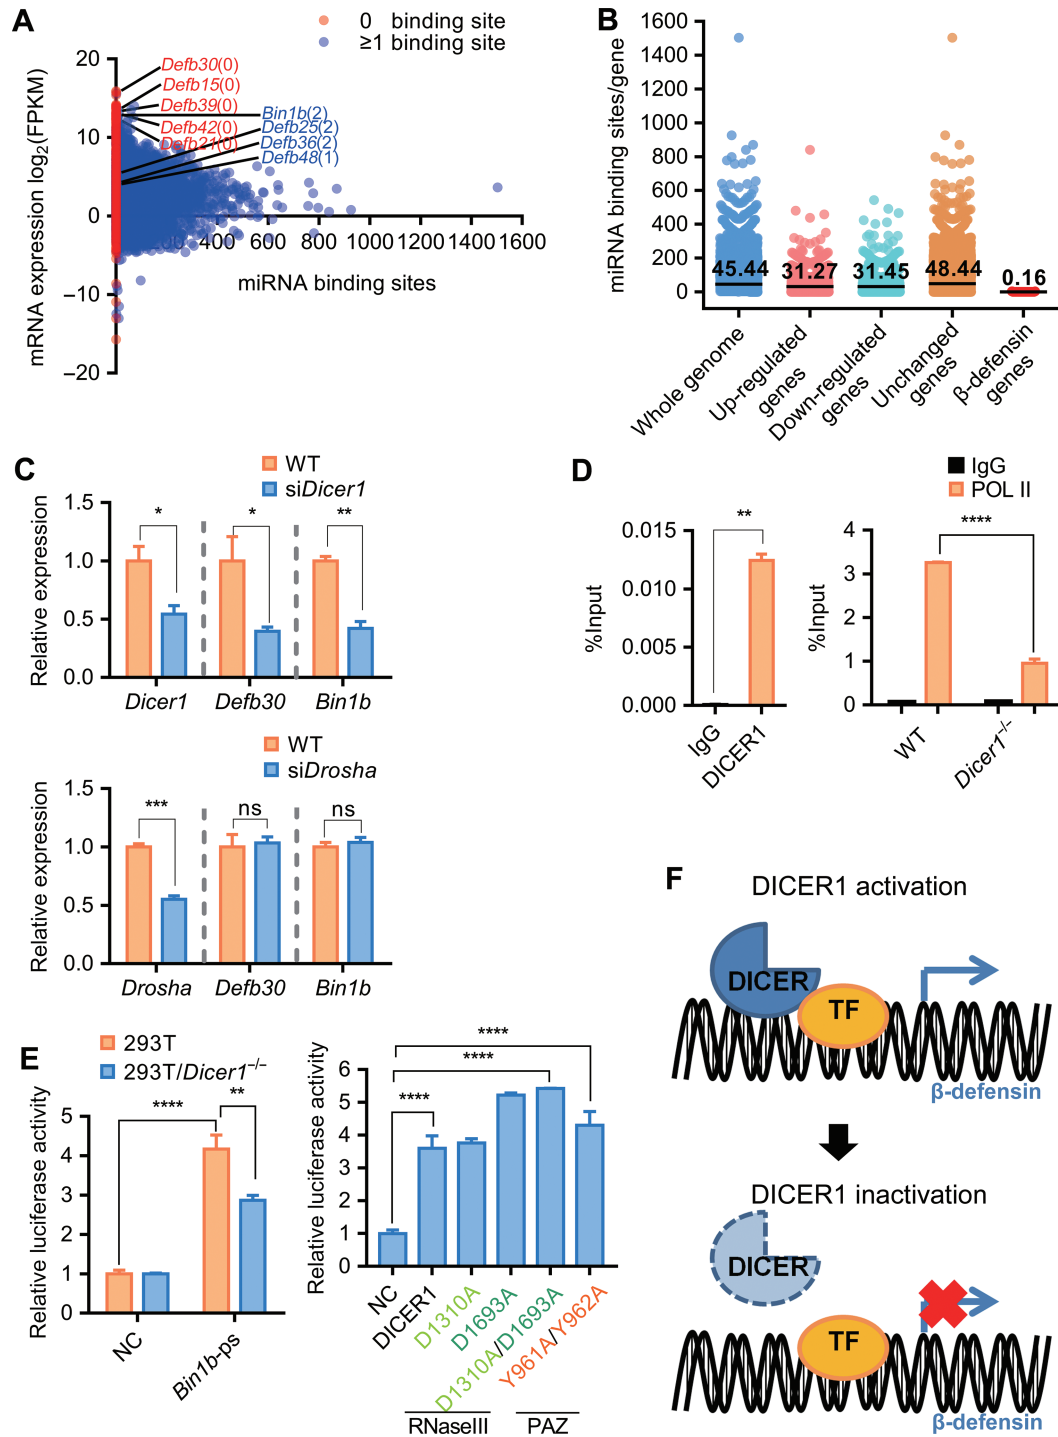 A
0 binding site
≥1 binding site
mRNA expression log2(FPKM)
20
10
0
−10
−20
Defb30(0)
Defb15(0)
Defb39(0)
Defb42(0)
Defb21(0)
Bin1b(2)
Defb25(2)
Defb36(2)
Defb48(1)
200 400 600 800 1000 1200 1400 1600
miRNA binding sites
B
miRNA binding sites/gene
1600
1400
1200
1000
800
600
400
200
0
45.44 31.27 31.45 48.44 0.16
Whole genome
Up-regulated genes
Down-regulated genes
Unchanged genes
β-defensin genes
C
WT
siDicer1
Relative expression
1.5
1.0
0.5
0.0
* * **
Dicer1 Defb30 Bin1b
WT
siDrosha
Relative expression
1.5
1.0
0.5
0.0
*** ns ns
Drosha Defb30 Bin1b
D
IgG
POL II
%Input
0.015
0.010
0.005
0.000
**
IgG
DICER1
%Input
4
3
2
1
0
****
WT
Dicer1−/−
E
293T
293T/Dicer1−/−
Relative luciferase activity
5
4
3
2
1
0
**** **
NC
Bin1b-ps
Relative luciferase activity
6
5
4
3
2
1
0
****
****
****
NC
DICER1
D1310A
D1693A
D1310A/D1693A
Y961A/Y962A
RNaseIII PAZ
F
DICER1 activation
DICER
TF
β-defensin
DICER1 inactivation
DICER
TF
β-defensin